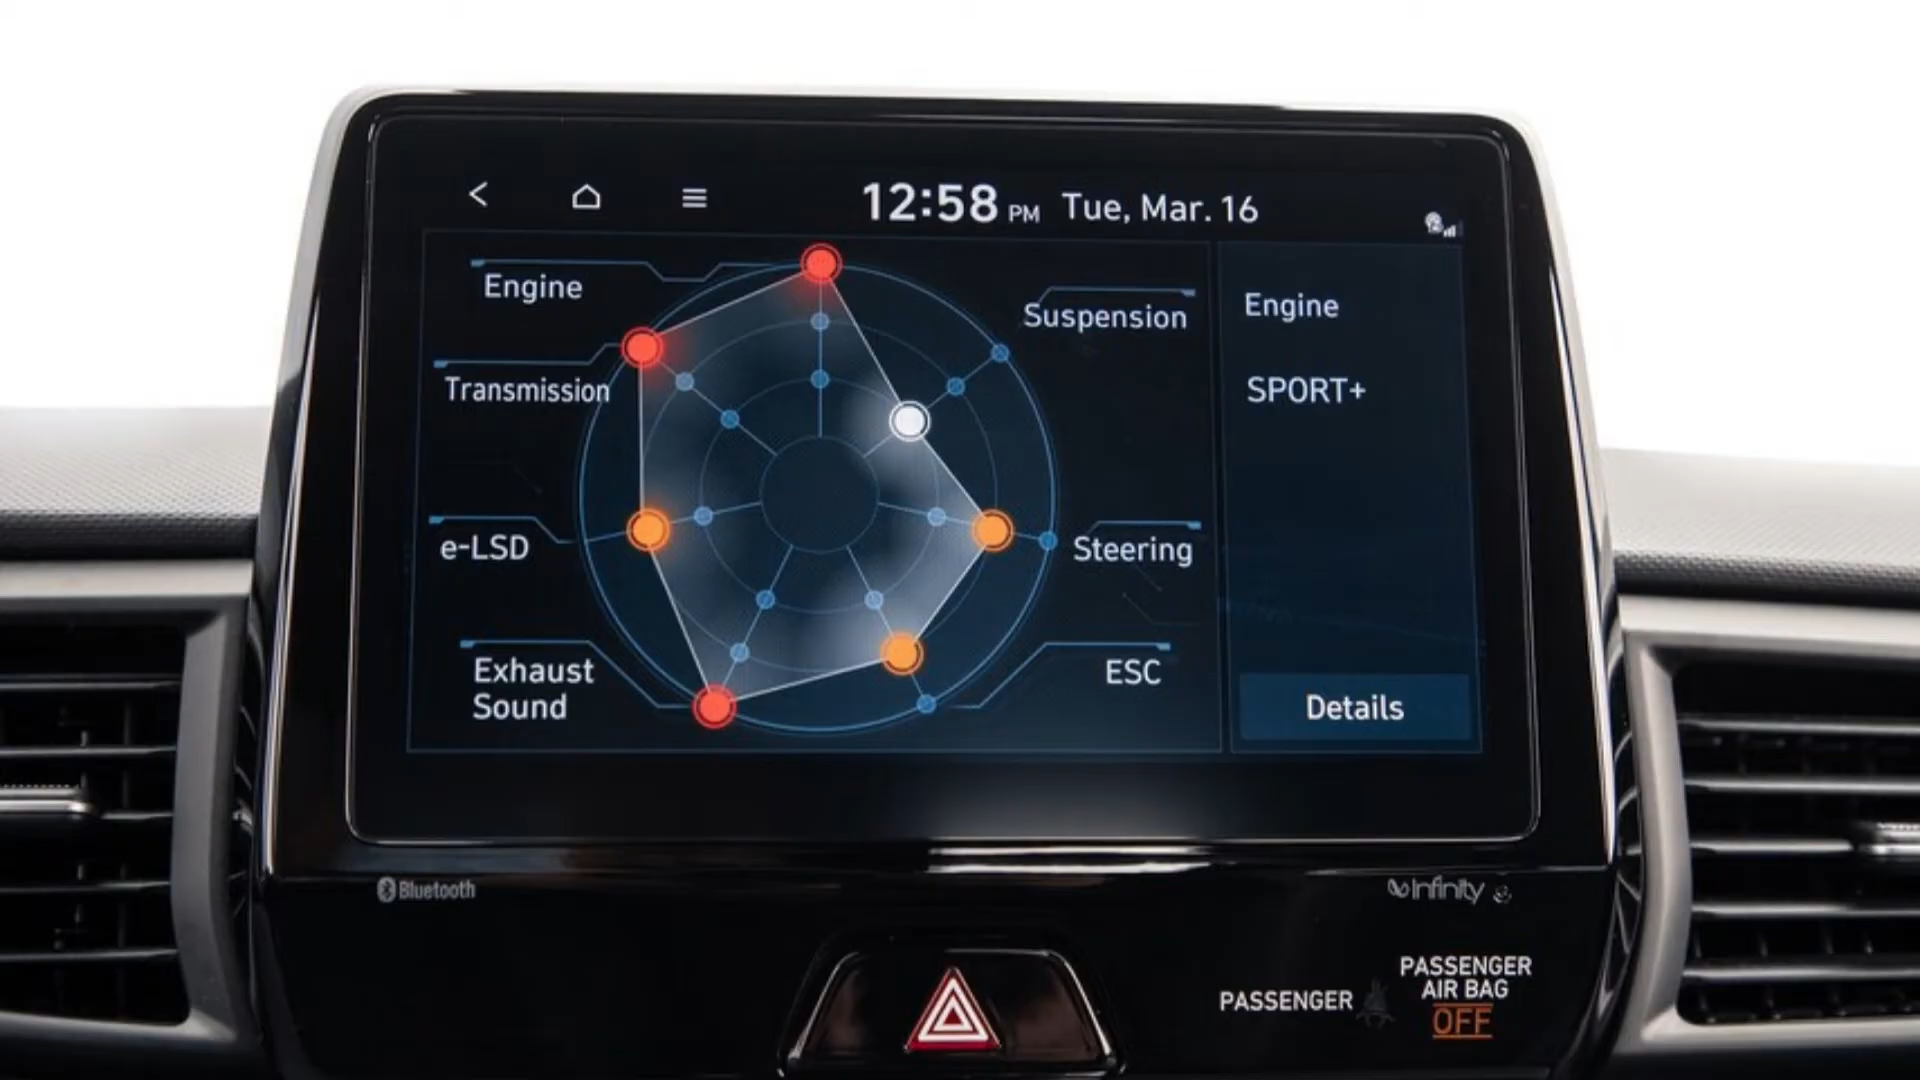 12:58 PM Tue, Mar. 16
Engine
Suspension
Transmission
e-LSD
Steering
Exhaust
Sound
ESC
Engine
SPORT+
Details
Bluetooth
infinity
PASSENGER
PASSENGER
AIR BAG
OFF